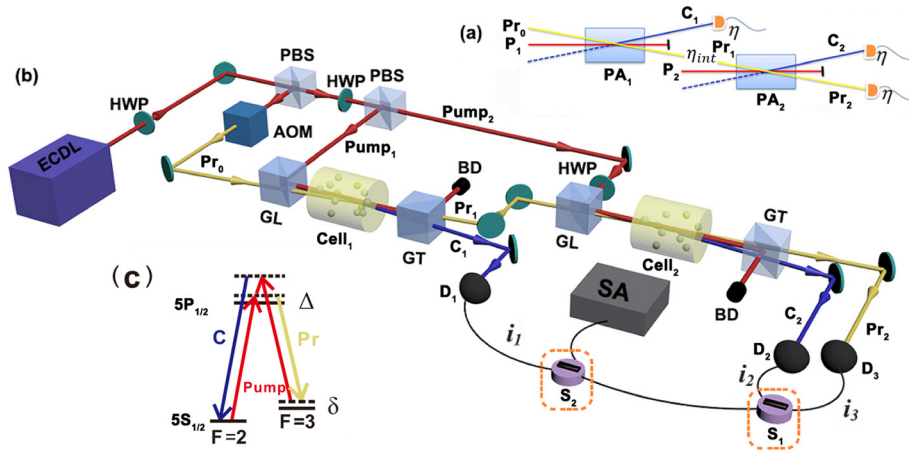 (a)
Pr₀
P₁
C₁
η
η_int
Pr₁
PA₁
P₂
C₂
η
PA₂
Pr₂
η
(b)
PBS
HWP
PBS
HWP
ECDL
AOM
Pump₂
Pump₁
Pr₀
BD
HWP
GL
Pr₁
GL
GT
Cell₁
GT
C₁
Cell₂
D₁
SA
BD
C₂
Pr₂
i₁
D₂
D₃
i₂
S₂
i₃
S₁
(c)
5P₁/₂
Δ
C
Pr
Pump
δ
5S₁/₂
F=2
F=3